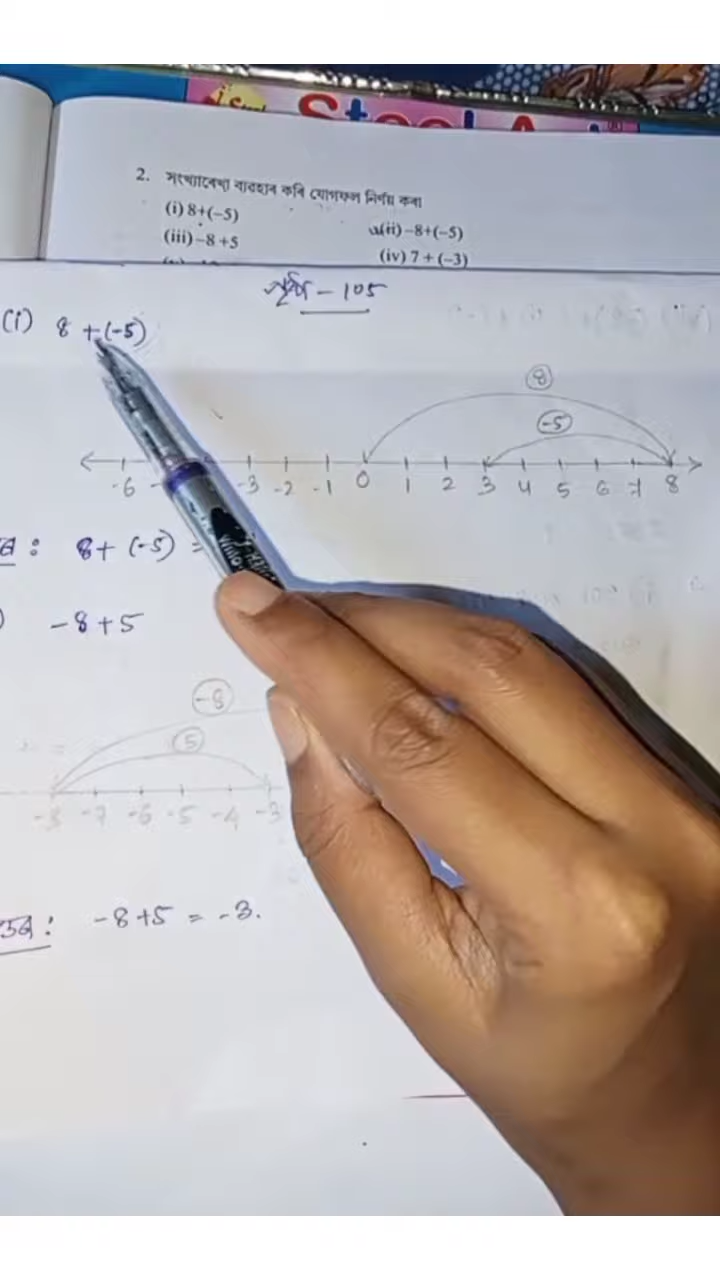 2. সংখ্যাৰেখা ব্যৱহাৰ কৰি যোগফল নিৰ্ণয় কৰা
(i) 8+(−5) (ii) −8+(−5)
(iii) −8+5 (iv) 7+(−3)
পৃষ্ঠা − 105
(i) 8 + (−5)
8
−5
-6 -3 -2 -1 0 1 2 3 4 5 6 7 8
: 8 + (−5) =
−8 + 5
−8
5
-8 -7 -6 -5 -4 -3
: −8+5 = −3.